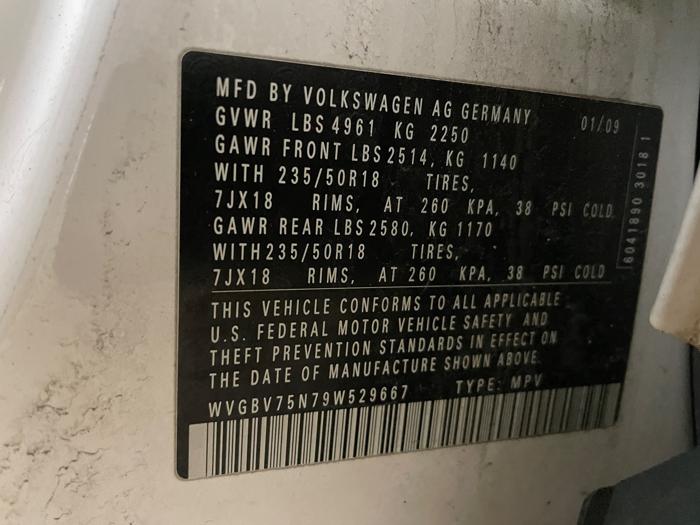 MFD BY VOLKSWAGEN AG GERMANY 01/09
GVWR LBS 4961 KG 2250
GAWR FRONT LBS 2514, KG 1140
WITH 235/50R18 TIRES,
7JX18 RIMS, AT 260 KPA, 38 PSI COLD
GAWR REAR LBS 2580, KG 1170
WITH 235/50R18 TIRES,
7JX18 RIMS, AT 260 KPA, 38 PSI COLD
THIS VEHICLE CONFORMS TO ALL APPLICABLE
U.S. FEDERAL MOTOR VEHICLE SAFETY AND
THEFT PREVENTION STANDARDS IN EFFECT ON
THE DATE OF MANUFACTURE SHOWN ABOVE.
WVGBV75N79W529667 TYPE: MPV
6041890 3018 1